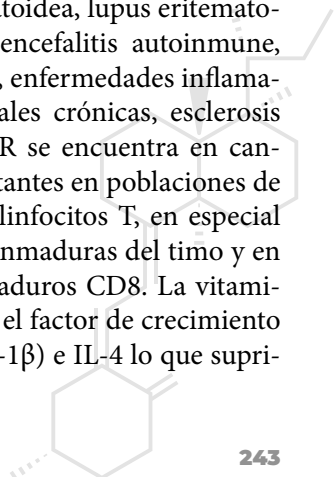 toidea, lupus eritemato-
encefalitis autoinmune,
, enfermedades inflama-
ales crónicas, esclerosis
R se encuentra en can-
tantes en poblaciones de
linfocitos T, en especial
nmaduras del timo y en
aduros CD8. La vitami-
el factor de crecimiento
-1β) e IL-4 lo que supri-
243